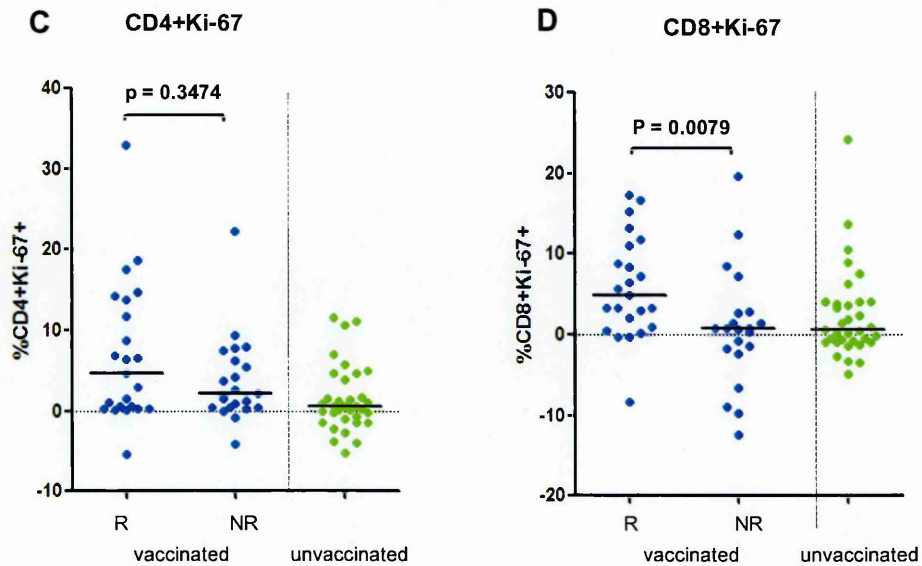 C
CD4+Ki-67
%CD4+Ki-67+
40
30
20
10
0
-10
p = 0.3474
R
NR
vaccinated
unvaccinated
D
CD8+Ki-67
%CD8+Ki-67+
30
20
10
0
-10
-20
P = 0.0079
R
NR
vaccinated
unvaccinated